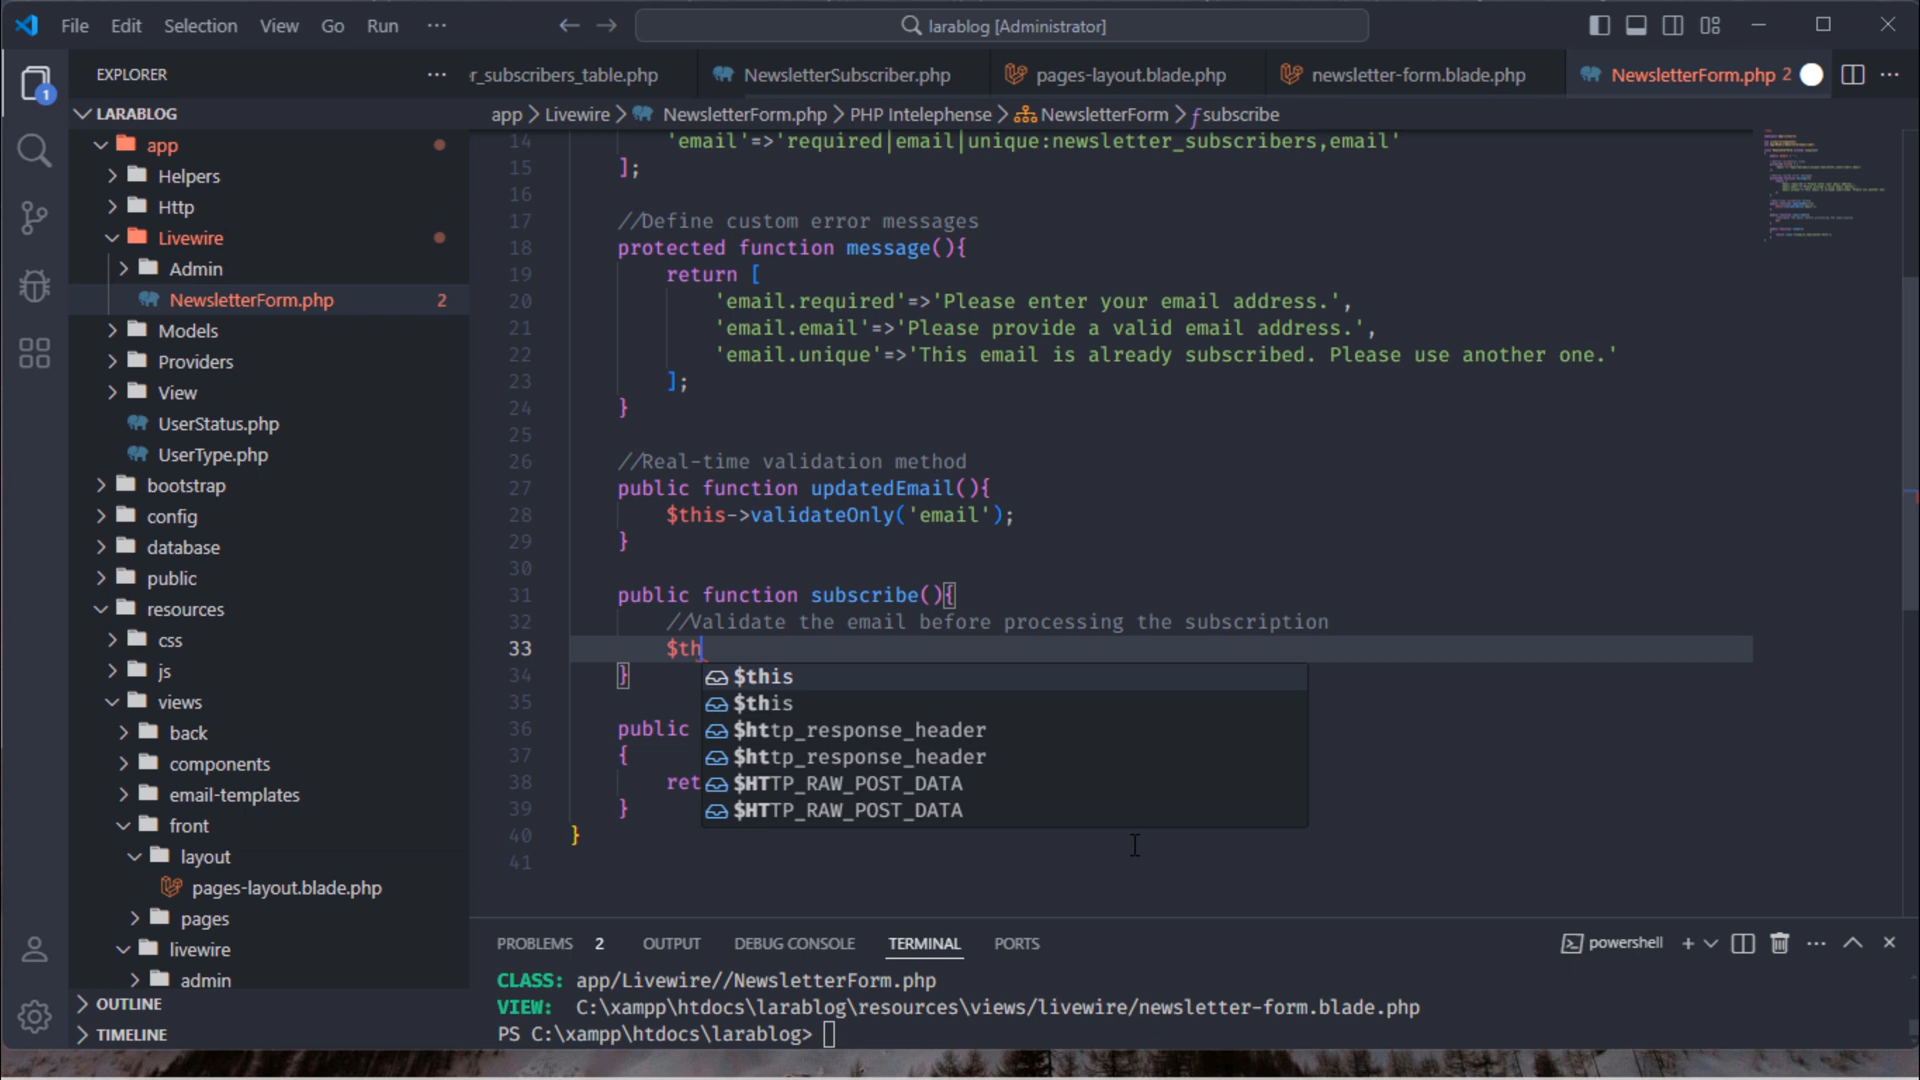 File Edit Selection View Go Run ···
larablog [Administrator]
EXPLORER ···
r_subscribers_table.php NewsletterSubscriber.php pages-layout.blade.php newsletter-form.blade.php NewsletterForm.php 2 ···
LARABLOG
app > Livewire > NewsletterForm.php > PHP Intelephense > NewsletterForm > subscribe
app
Helpers
Http
Livewire
Admin
NewsletterForm.php 2
Models
Providers
View
UserStatus.php
UserType.php
bootstrap
config
database
public
resources
css
js
views
back
components
email-templates
front
layout
pages-layout.blade.php
pages
livewire
admin
OUTLINE
TIMELINE
14 'email'=>'required|email|unique:newsletter_subscribers,email'
15 ];
16
17 //Define custom error messages
18 protected function message(){
19 return [
20 'email.required'=>'Please enter your email address.',
21 'email.email'=>'Please provide a valid email address.',
22 'email.unique'=>'This email is already subscribed. Please use another one.'
23 ];
24 }
25
26 //Real-time validation method
27 public function updatedEmail(){
28 $this->validateOnly('email');
29 }
30
31 public function subscribe(){
32 //Validate the email before processing the subscription
33 $th
34 }
35
36 public
37 {
38 ret
39 }
40 }
41
$this
$this
$http_response_header
$http_response_header
$HTTP_RAW_POST_DATA
$HTTP_RAW_POST_DATA
PROBLEMS 2 OUTPUT DEBUG CONSOLE TERMINAL PORTS powershell
CLASS: app/Livewire//NewsletterForm.php
VIEW: C:\xampp\htdocs\larablog\resources\views/livewire/newsletter-form.blade.php
PS C:\xampp\htdocs\larablog>